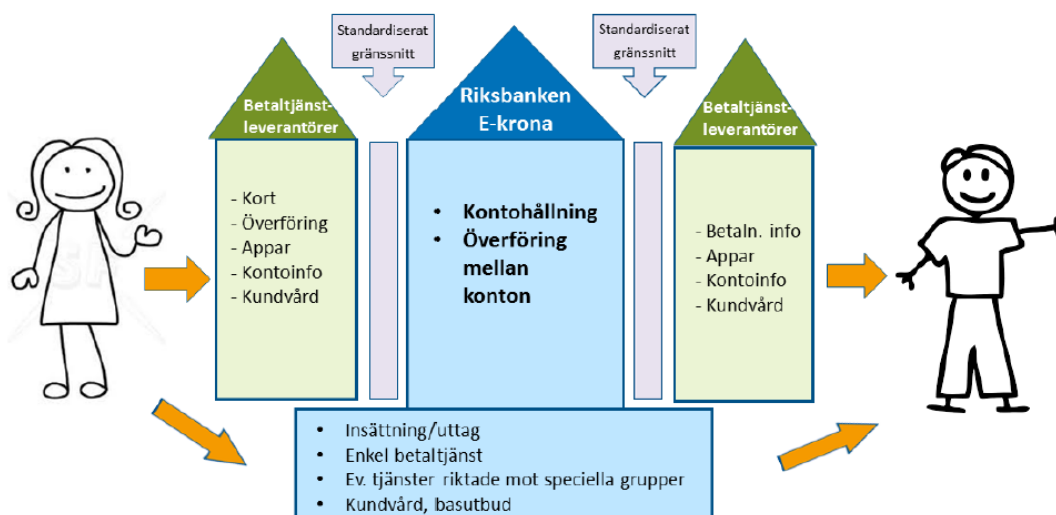 Standardiserat
gränssnitt
Standardiserat
gränssnitt
Betaltjänst-
leverantörer
Riksbanken
E-krona
Betaltjänst-
leverantörer
- Kort
- Överföring
- Appar
- Kontoinfo
- Kundvård
• Kontohållning
• Överföring
mellan
konton
- Betaln. info
- Appar
- Kontoinfo
- Kundvård
• Insättning/uttag
• Enkel betaltjänst
• Ev. tjänster riktade mot speciella grupper
• Kundvård, basutbud